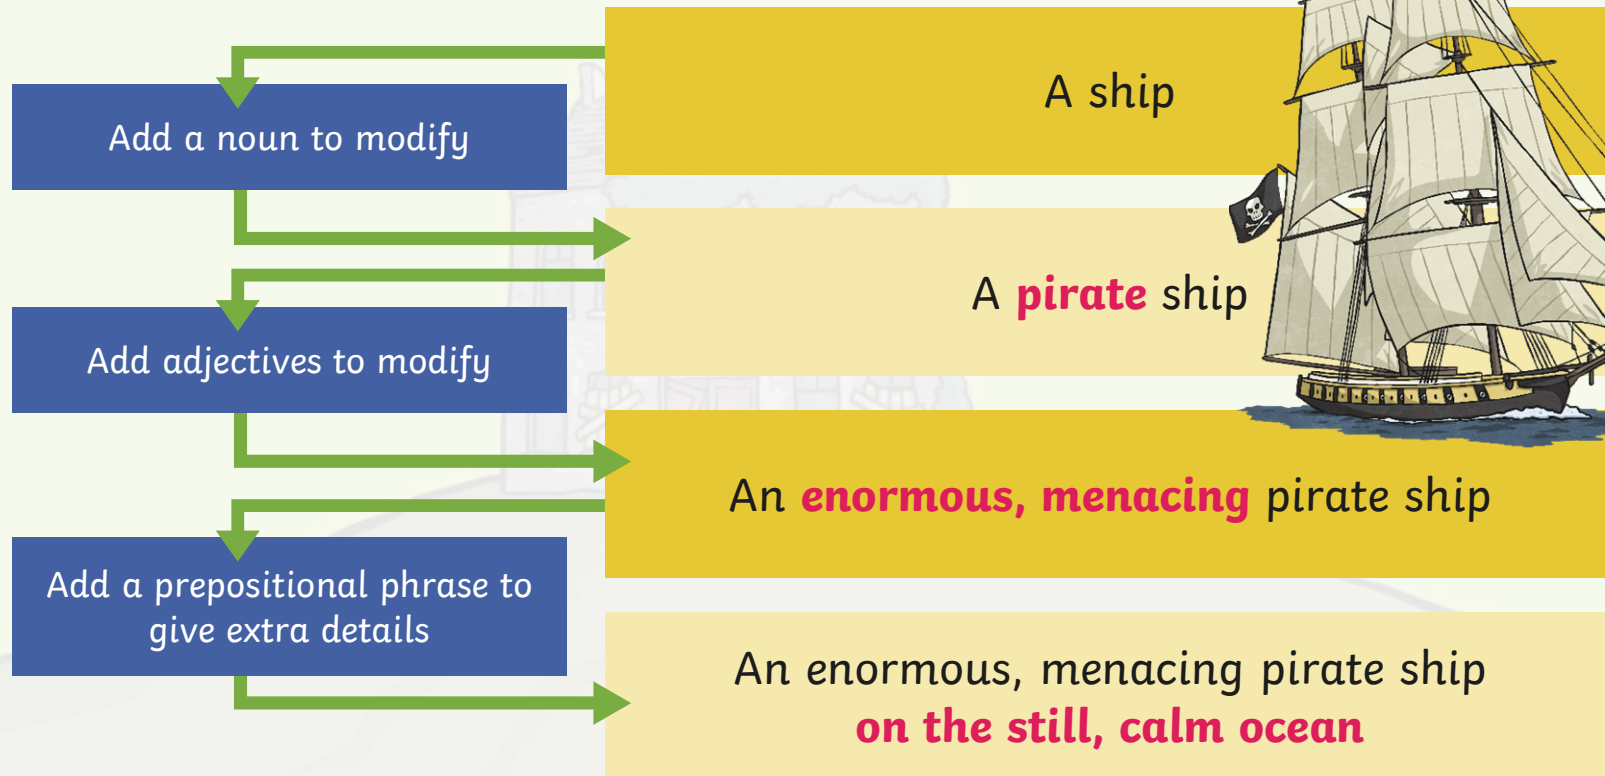 A ship
Add a noun to modify
A pirate ship
Add adjectives to modify
An enormous, menacing pirate ship
Add a prepositional phrase to
give extra details
An enormous, menacing pirate ship
on the still, calm ocean